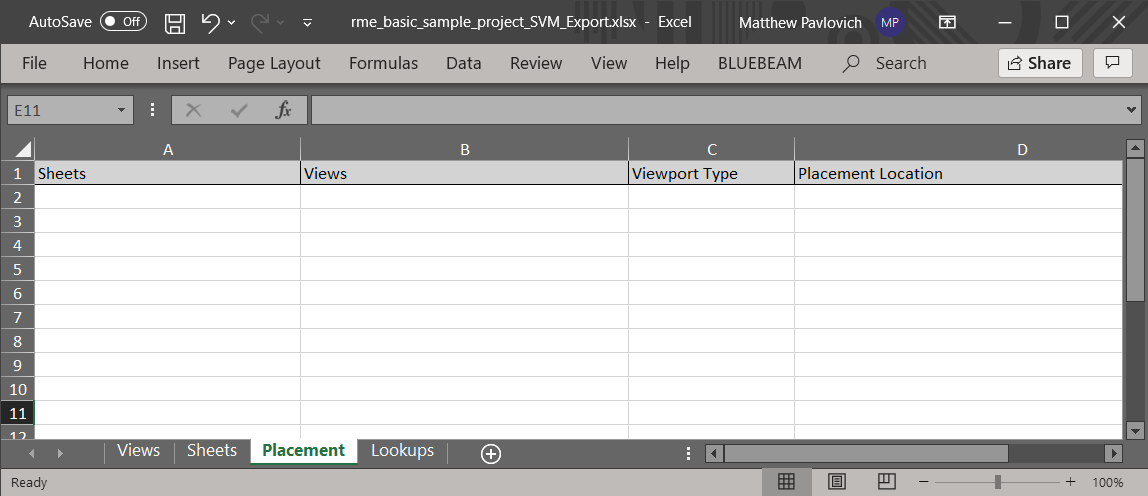 AutoSave Off rme_basic_sample_project_SVM_Export.xlsx - Excel Matthew Pavlovich MP
File Home Insert Page Layout Formulas Data Review View Help BLUEBEAM Search Share
E11 fx
A B C D
1 Sheets Views Viewport Type Placement Location
2
3
4
5
6
7
8
9
10
11
12
Views Sheets Placement Lookups
Ready 100%